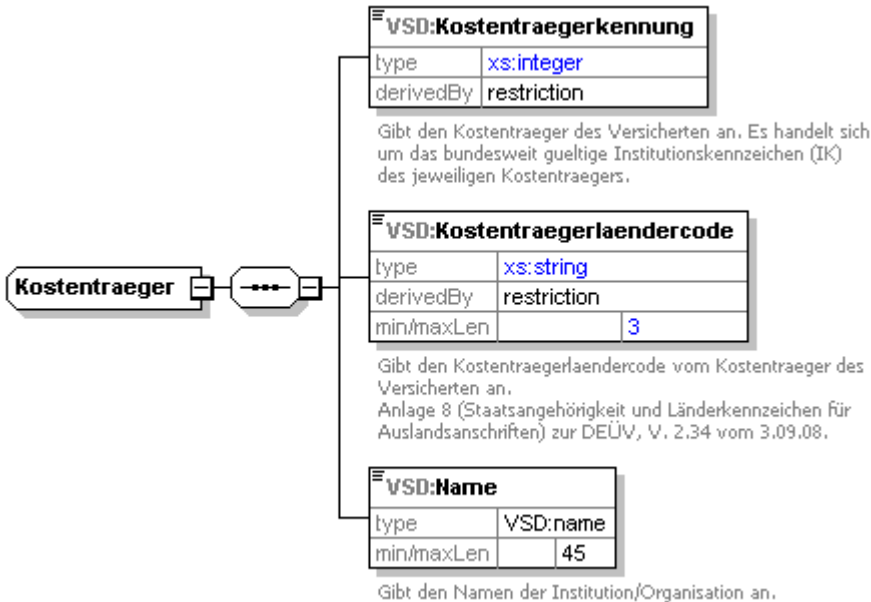 VSD:Kostentraegerkennung
type xs:integer
derivedBy restriction
Gibt den Kostentraeger des Versicherten an. Es handelt sich
um das bundesweit gueltige Institutionskennzeichen (IK)
des jeweiligen Kostentraegers.
Kostentraeger
VSD:Kostentraegerlaendercode
type xs:string
derivedBy restriction
min/maxLen 3
Gibt den Kostentraegerlaendercode vom Kostentraeger des
Versicherten an.
Anlage 8 (Staatsangehörigkeit und Länderkennzeichen für
Auslandsanschriften) zur DEÜV, V. 2.34 vom 3.09.08.
VSD:Name
type VSD:name
min/maxLen 45
Gibt den Namen der Institution/Organisation an.